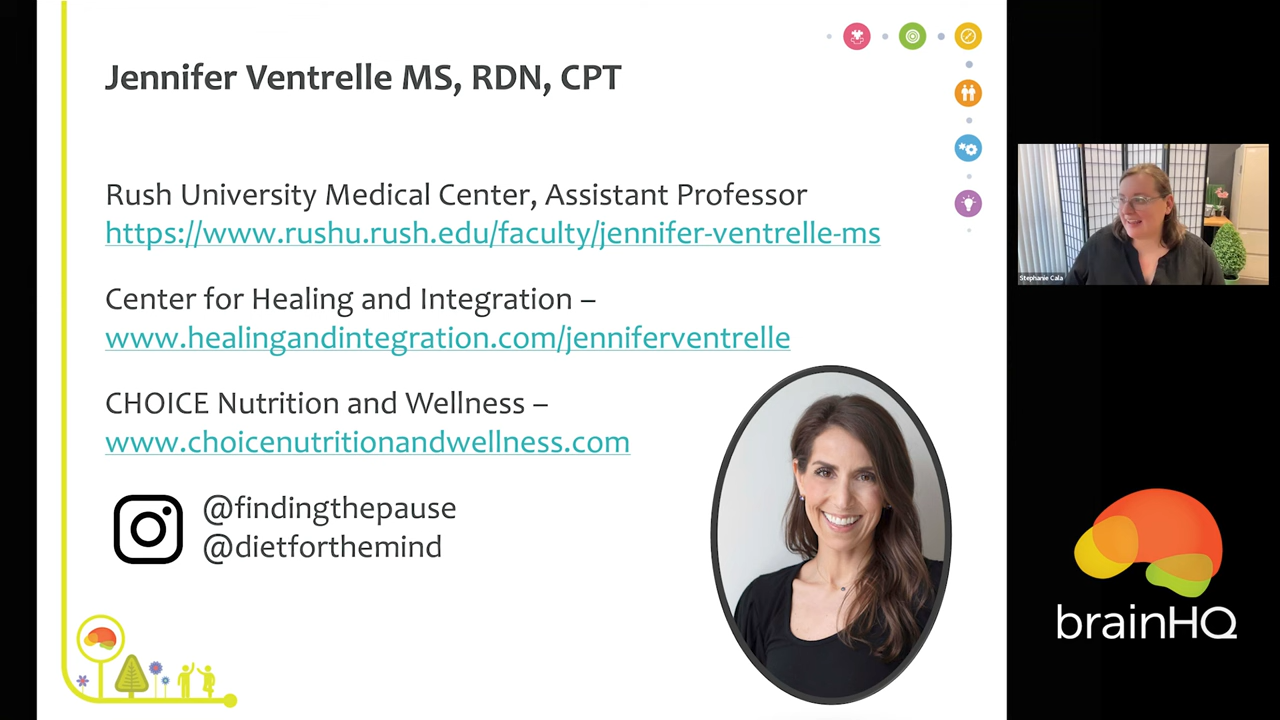 Jennifer Ventrelle MS, RDN, CPT
Rush University Medical Center, Assistant Professor
https://www.rushu.rush.edu/faculty/jennifer-ventrelle-ms
Center for Healing and Integration –
www.healingandintegration.com/jenniferventrelle
CHOICE Nutrition and Wellness –
www.choicenutritionandwellness.com
@findingthepause
@dietforthemind
Stephanie Cala
brainHQ